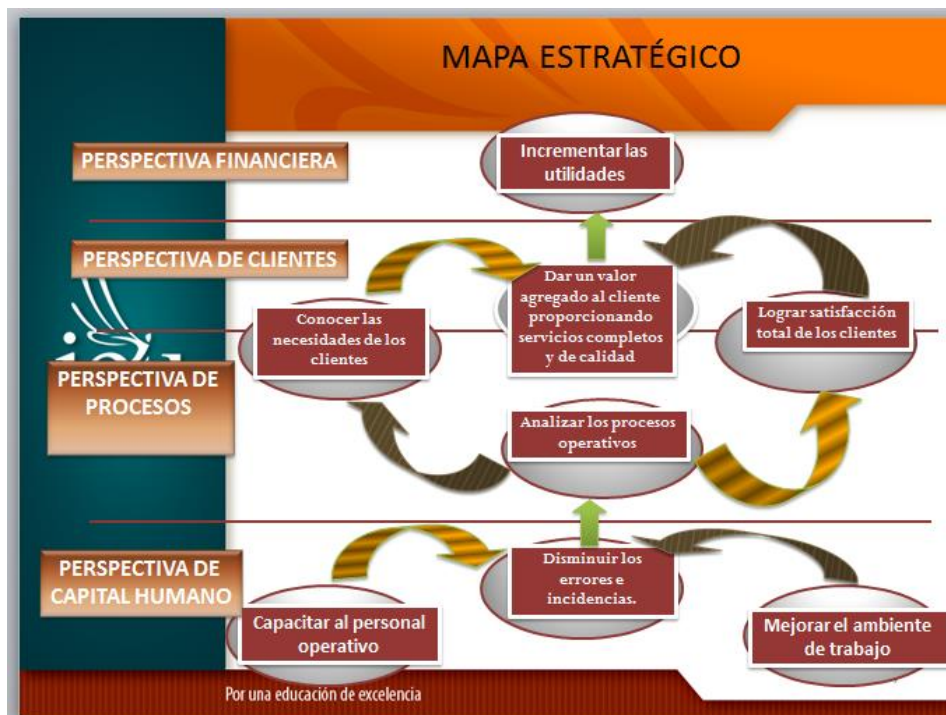 MAPA ESTRATÉGICO
PERSPECTIVA FINANCIERA
Incrementar las
utilidades
PERSPECTIVA DE CLIENTES
Conocer las
necesidades de los
clientes
Dar un valor
agregado al cliente
proporcionando
servicios completos
y de calidad
Lograr satisfacción
total de los clientes
PERSPECTIVA DE
PROCESOS
Analizar los procesos
operativos
PERSPECTIVA DE
CAPITAL HUMANO
Disminuir los
errores e
incidencias.
Capacitar al personal
operativo
Mejorar el ambiente
de trabajo
Por una educación de excelencia